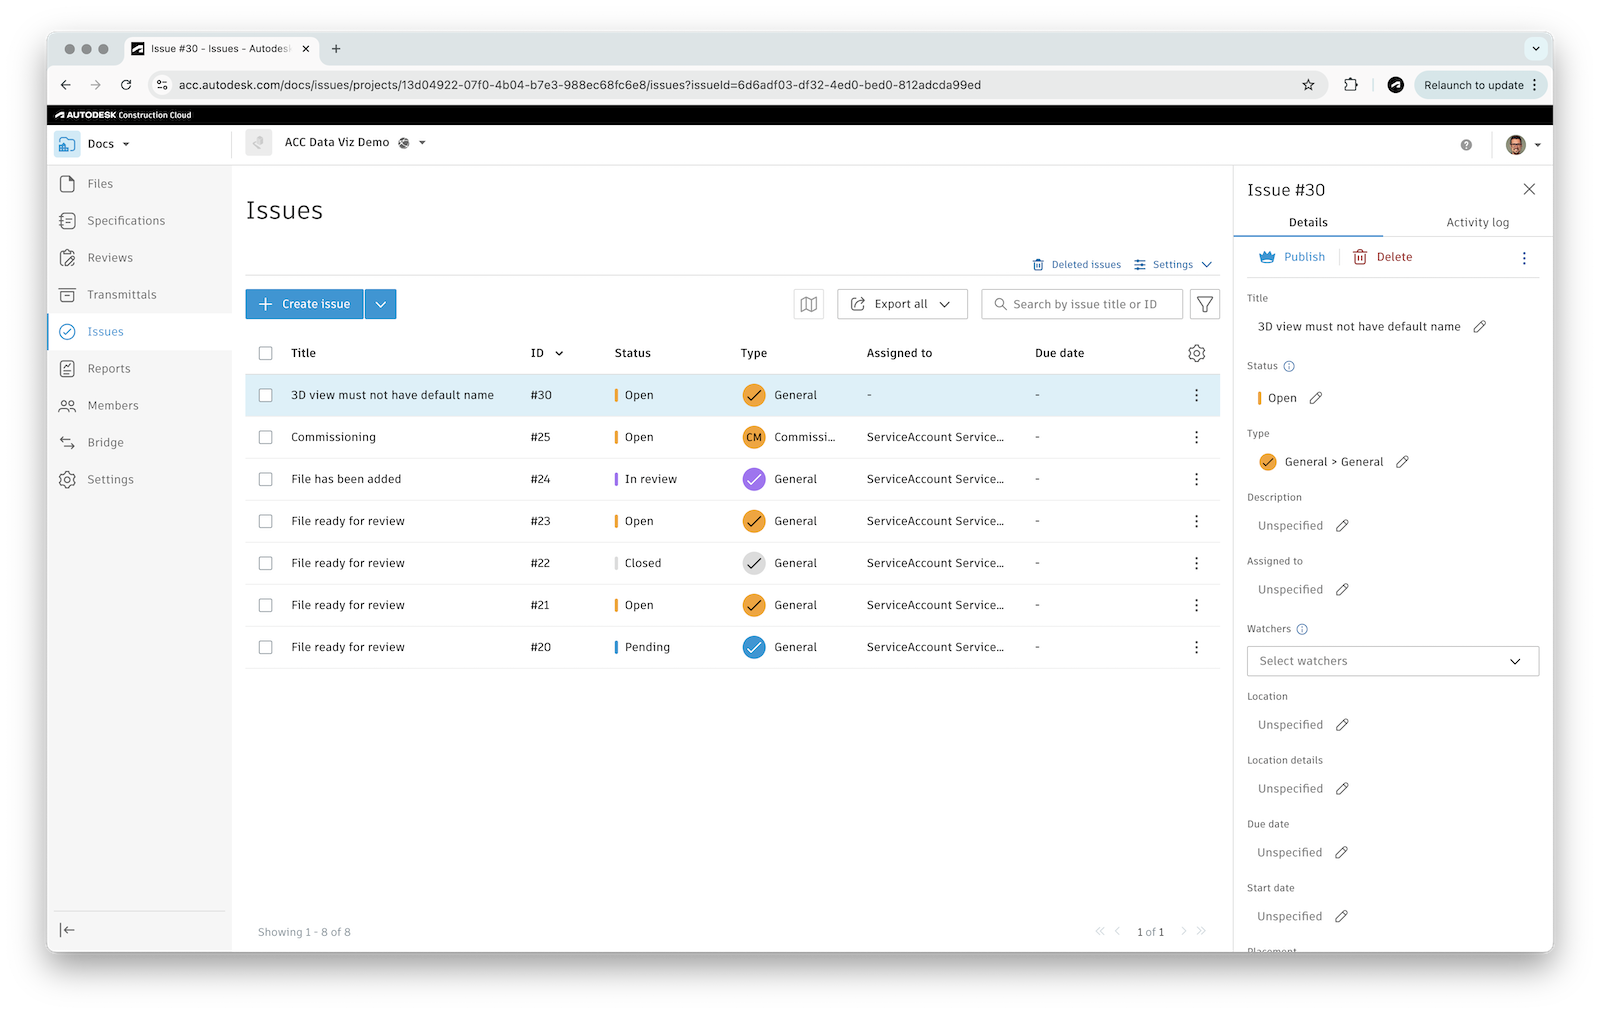 Issue #30 - Issues - Autodesk
acc.autodesk.com/docs/issues/projects/13d04922-07f0-4b04-b7e3-988ec68fc6e8/issues?issueId=6d6adf03-df32-4ed0-bed0-812adcda99ed
Relaunch to update
AUTODESK Construction Cloud
Docs
ACC Data Viz Demo
Files
Specifications
Reviews
Transmittals
Issues
Reports
Members
Bridge
Settings
Issues
Deleted issues Settings
Create issue Export all Search by issue title or ID
Title ID Status Type Assigned to Due date
3D view must not have default name #30 Open General - -
Commissioning #25 Open CM Commissi... ServiceAccount Service... -
File has been added #24 In review General ServiceAccount Service... -
File ready for review #23 Open General ServiceAccount Service... -
File ready for review #22 Closed General ServiceAccount Service... -
File ready for review #21 Open General ServiceAccount Service... -
File ready for review #20 Pending General ServiceAccount Service... -
Showing 1 - 8 of 8
1 of 1
Issue #30
Details Activity log
Publish Delete
Title
3D view must not have default name
Status
Open
Type
General > General
Description
Unspecified
Assigned to
Unspecified
Watchers
Select watchers
Location
Unspecified
Location details
Unspecified
Due date
Unspecified
Start date
Unspecified
Placement